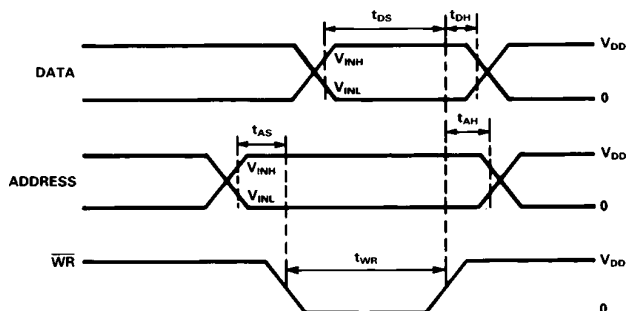 tDS tDH
DATA VINH VDD
VINL 0
tAS tAH
ADDRESS VINH VDD
VINL 0
WR tWR VDD
0